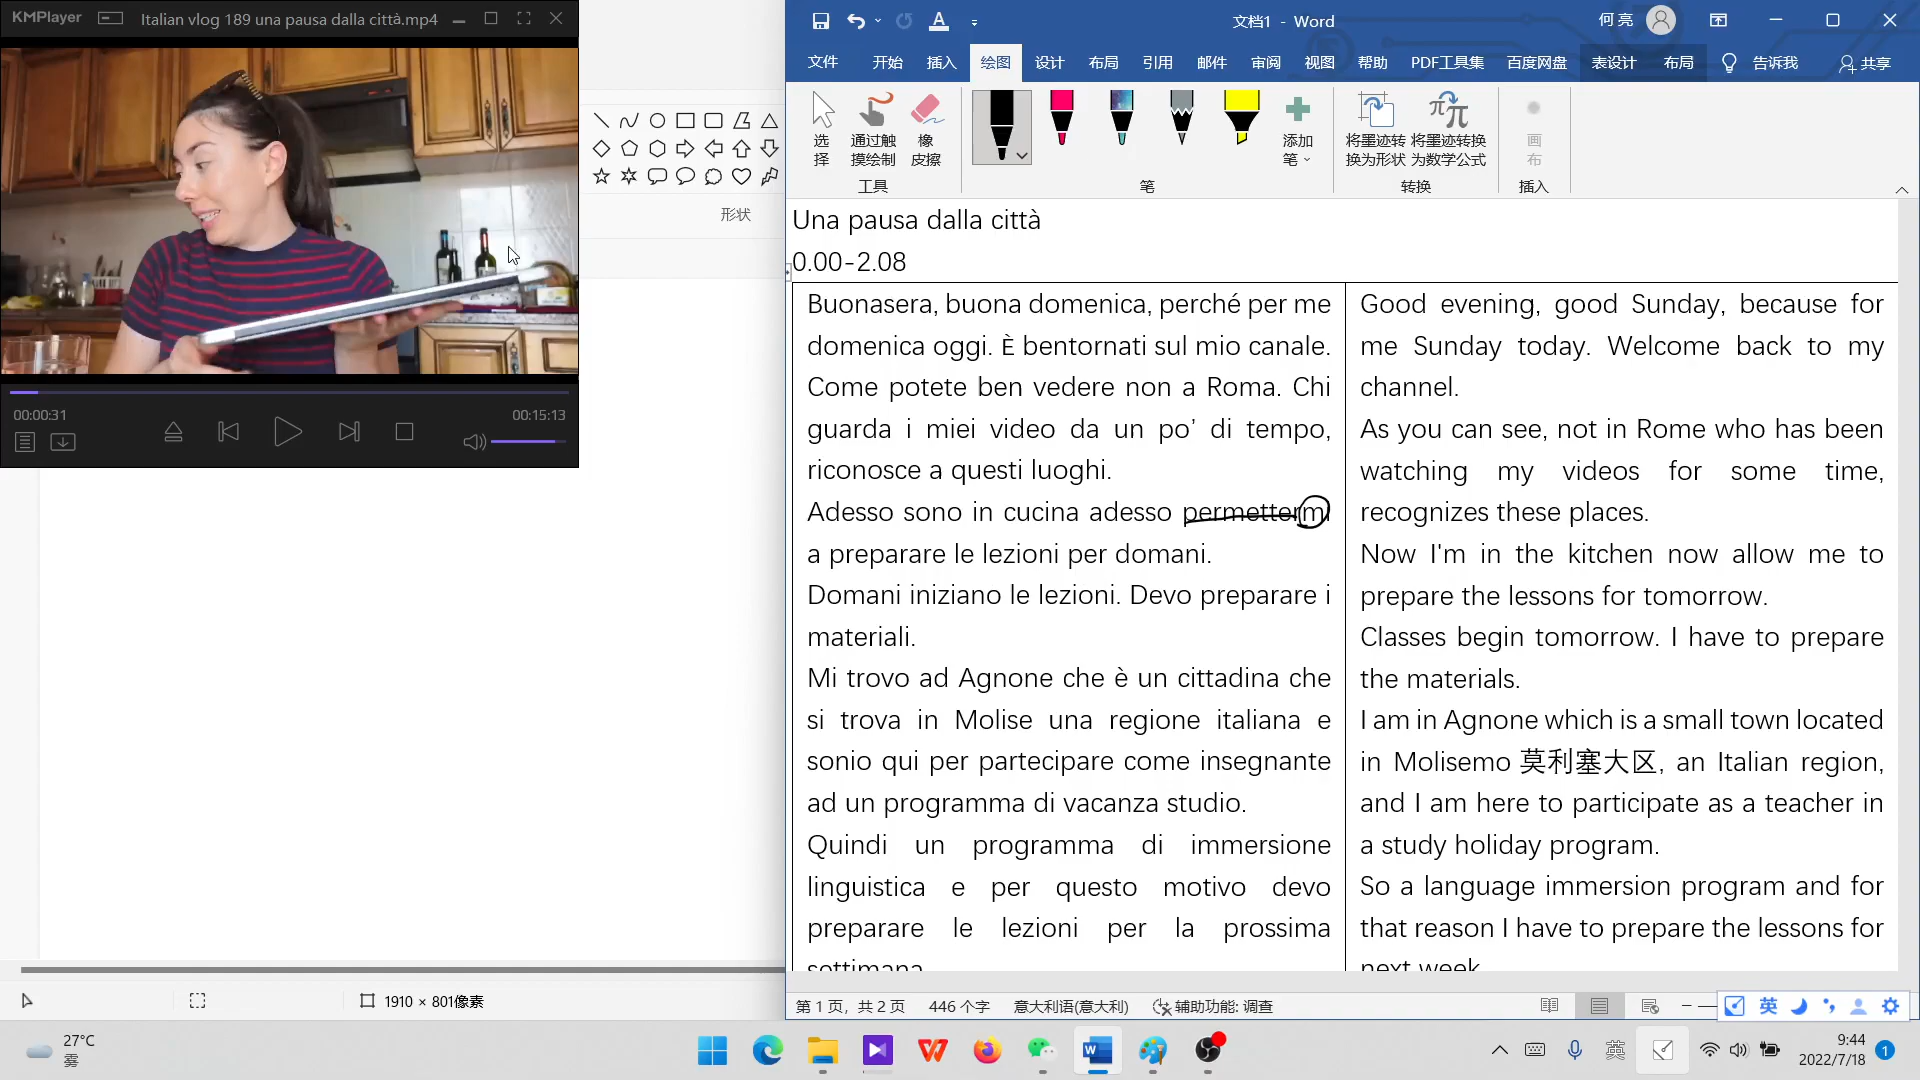 KMPlayer
Italian vlog 189 una pausa dalla città.mp4
00:00:31
00:15:13
形状
1910 × 801像素
文档1 - Word
何 亮
文件 开始 插入 绘图 设计 布局 引用 邮件 审阅 视图 帮助 PDF工具集 百度网盘 表设计 布局 告诉我 共享
选择
通过触摸绘制
橡皮擦
添加笔
将墨迹转换为形状
将墨迹转换为数学公式
画布
工具
笔
转换
插入
Una pausa dalla città
0.00-2.08
Buonasera, buona domenica, perché per me
domenica oggi. È bentornati sul mio canale.
Come potete ben vedere non a Roma. Chi
guarda i miei video da un po’ di tempo,
riconosce a questi luoghi.
Adesso sono in cucina adesso permettermi
a preparare le lezioni per domani.
Domani iniziano le lezioni. Devo preparare i
materiali.
Mi trovo ad Agnone che è un cittadina che
si trova in Molise una regione italiana e
sonio qui per partecipare come insegnante
ad un programma di vacanza studio.
Quindi un programma di immersione
linguistica e per questo motivo devo
preparare le lezioni per la prossima
settimana
Good evening, good Sunday, because for
me Sunday today. Welcome back to my
channel.
As you can see, not in Rome who has been
watching my videos for some time,
recognizes these places.
Now I'm in the kitchen now allow me to
prepare the lessons for tomorrow.
Classes begin tomorrow. I have to prepare
the materials.
I am in Agnone which is a small town located
in Molisemo 莫利塞大区, an Italian region,
and I am here to participate as a teacher in
a study holiday program.
So a language immersion program and for
that reason I have to prepare the lessons for
next week
第 1 页，共 2 页 446 个字 意大利语(意大利) 辅助功能: 调查
英
27°C
雾
英
9:44
2022/7/18
1